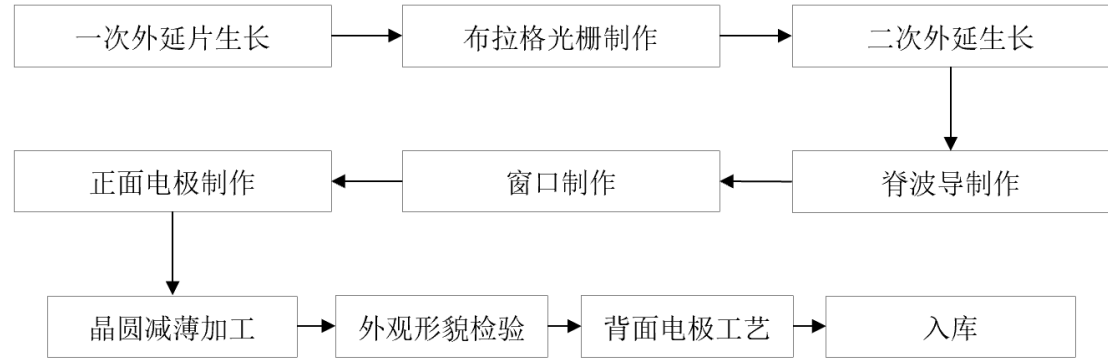 一次外延片生长
布拉格光栅制作
二次外延生长
脊波导制作
窗口制作
正面电极制作
晶圆减薄加工
外观形貌检验
背面电极工艺
入库